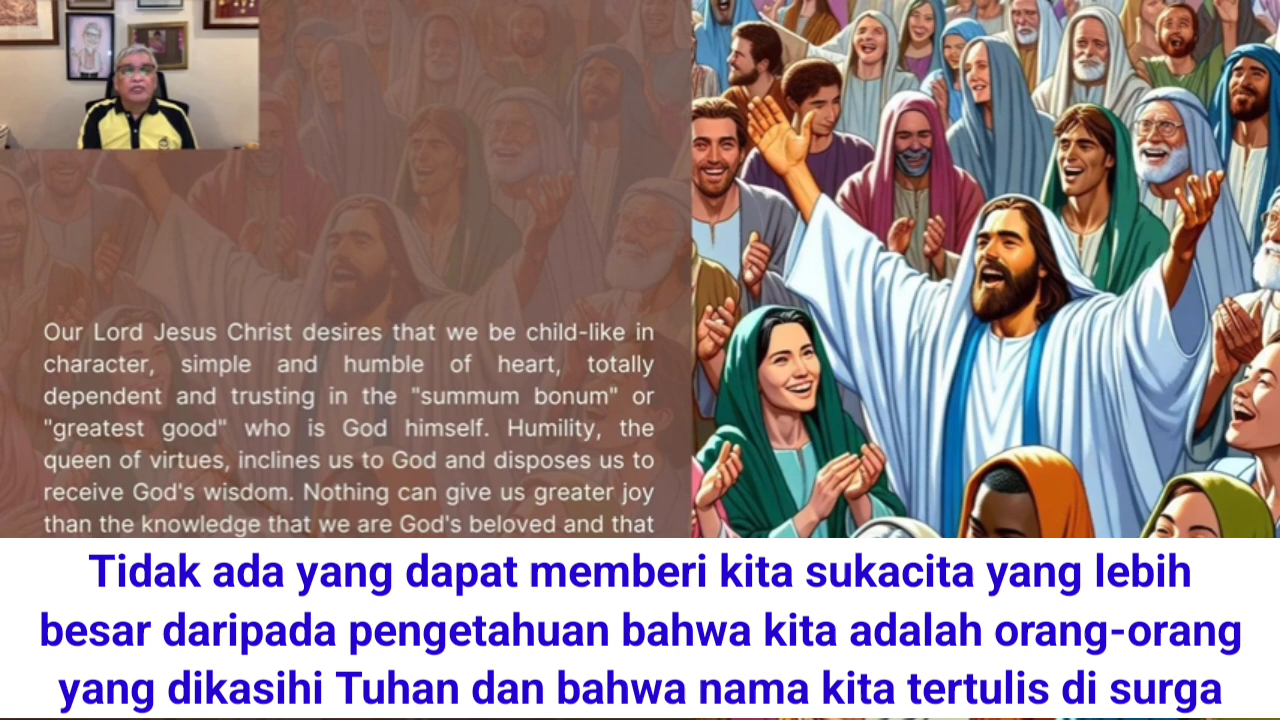 Our Lord Jesus Christ desires that we be child-like in
character, simple and humble of heart, totally
dependent and trusting in the "summum bonum" or
"greatest good" who is God himself. Humility, the
queen of virtues, inclines us to God and disposes us to
receive God's wisdom. Nothing can give us greater joy
than the knowledge that we are God's beloved and that
Tidak ada yang dapat memberi kita sukacita yang lebih
besar daripada pengetahuan bahwa kita adalah orang-orang
yang dikasihi Tuhan dan bahwa nama kita tertulis di surga